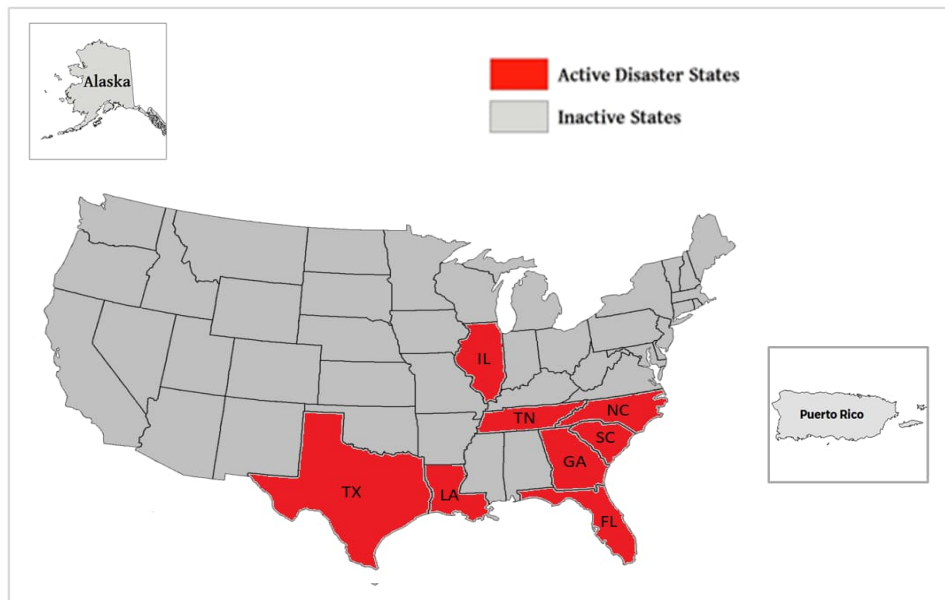 Alaska
Active Disaster States
Inactive States
IL
TN
NC
SC
GA
TX
LA
FL
Puerto Rico